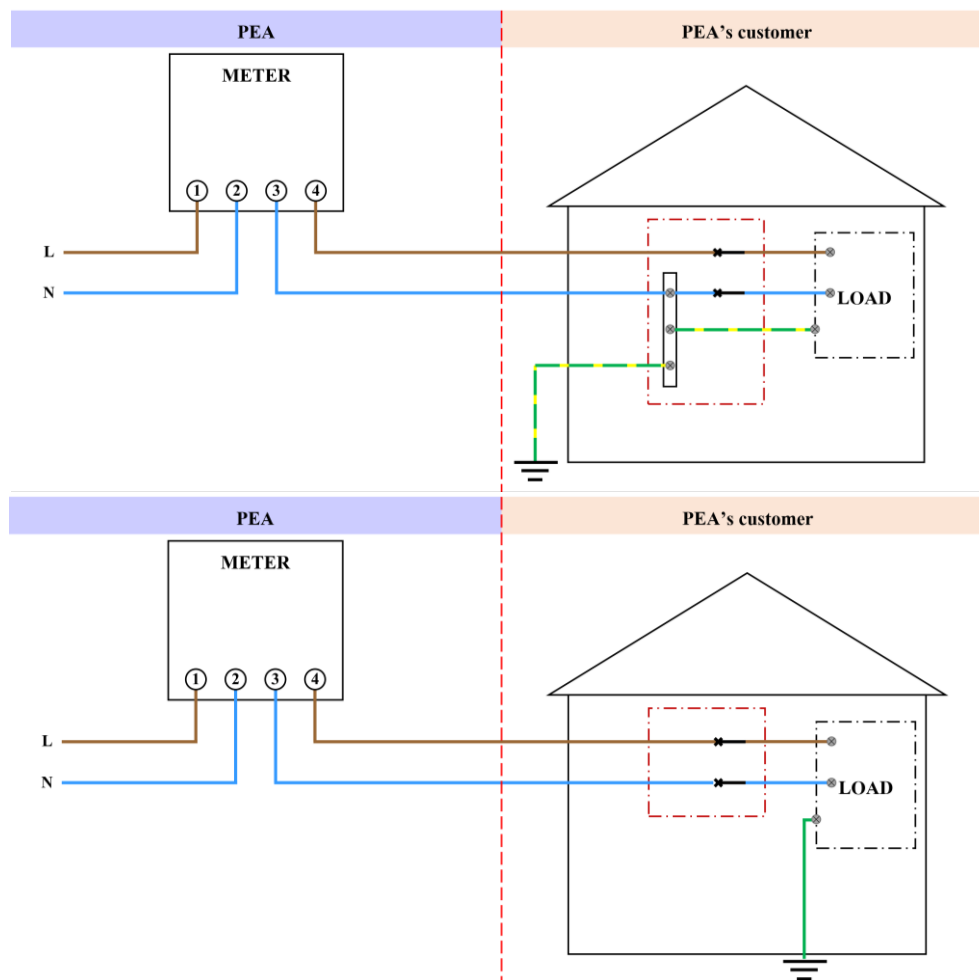 PEA PEA's customer
METER
1 2 3 4
L
N
LOAD
PEA PEA's customer
METER
1 2 3 4
L
N
LOAD